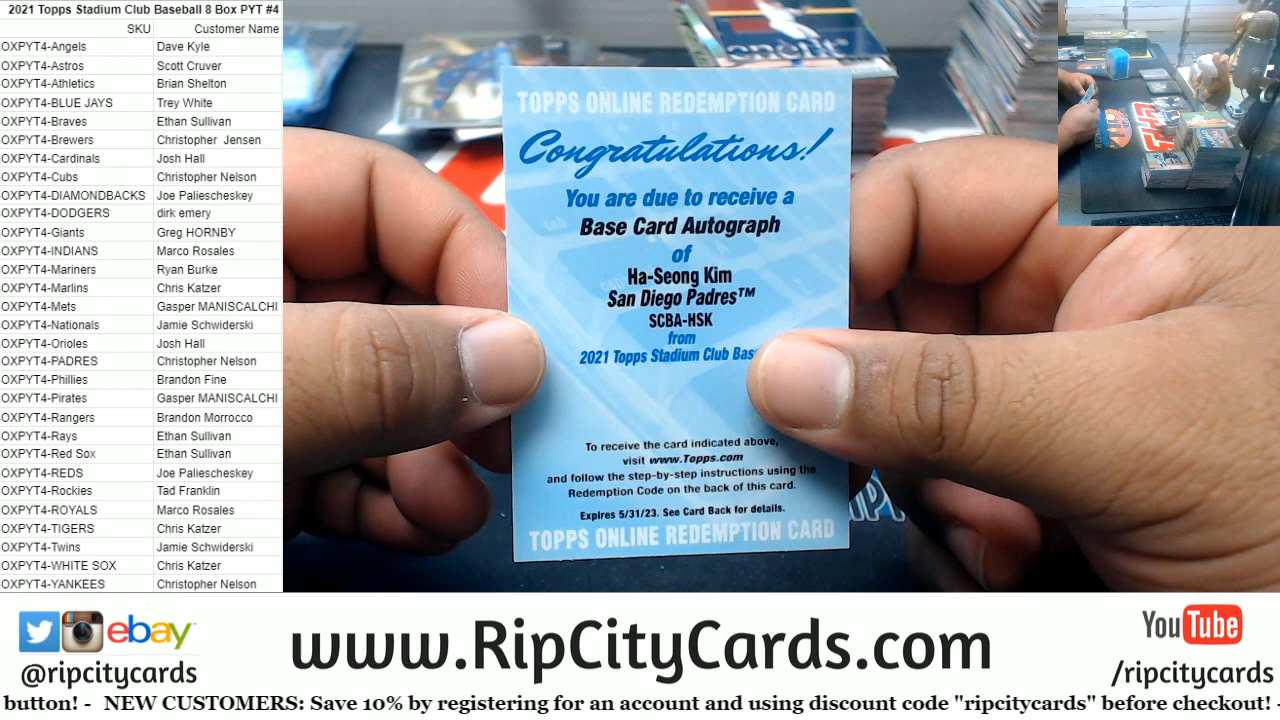 2021 Topps Stadium Club Baseball 8 Box PYT #4
SKU Customer Name
OXPYT4-Angels Dave Kyle
OXPYT4-Astros Scott Cruver
OXPYT4-Athletics Brian Shelton
OXPYT4-BLUE JAYS Trey White
OXPYT4-Braves Ethan Sullivan
OXPYT4-Brewers Christopher Jensen
OXPYT4-Cardinals Josh Hall
OXPYT4-Cubs Christopher Nelson
OXPYT4-DIAMONDBACKS Joe Paliescheskey
OXPYT4-DODGERS dirk emery
OXPYT4-Giants Greg HORNBY
OXPYT4-INDIANS Marco Rosales
OXPYT4-Mariners Ryan Burke
OXPYT4-Marlins Chris Katzer
OXPYT4-Mets Gasper MANISCALCHI
OXPYT4-Nationals Jamie Schwiderski
OXPYT4-Orioles Josh Hall
OXPYT4-PADRES Christopher Nelson
OXPYT4-Phillies Brandon Fine
OXPYT4-Pirates Gasper MANISCALCHI
OXPYT4-Rangers Brandon Morrocco
OXPYT4-Rays Ethan Sullivan
OXPYT4-Red Sox Ethan Sullivan
OXPYT4-REDS Joe Paliescheskey
OXPYT4-Rockies Tad Franklin
OXPYT4-ROYALS Marco Rosales
OXPYT4-TIGERS Chris Katzer
OXPYT4-Twins Jamie Schwiderski
OXPYT4-WHITE SOX Chris Katzer
OXPYT4-YANKEES Christopher Nelson
TOPPS ONLINE REDEMPTION CARD
Congratulations!
You are due to receive a
Base Card Autograph
of
Ha-Seong Kim
San Diego Padres™
SCBA-HSK
from
2021 Topps Stadium Club Bas
To receive the card indicated above,
visit www.Topps.com
and follow the step-by-step instructions using the
Redemption Code on the back of this card.
Expires 5/31/23. See Card Back for details.
TOPPS ONLINE REDEMPTION CARD
ebay
@ripcitycards
www.RipCityCards.com
YouTube
/ripcitycards
button! - NEW CUSTOMERS: Save 10% by registering for an account and using discount code "ripcitycards" before checkout! -